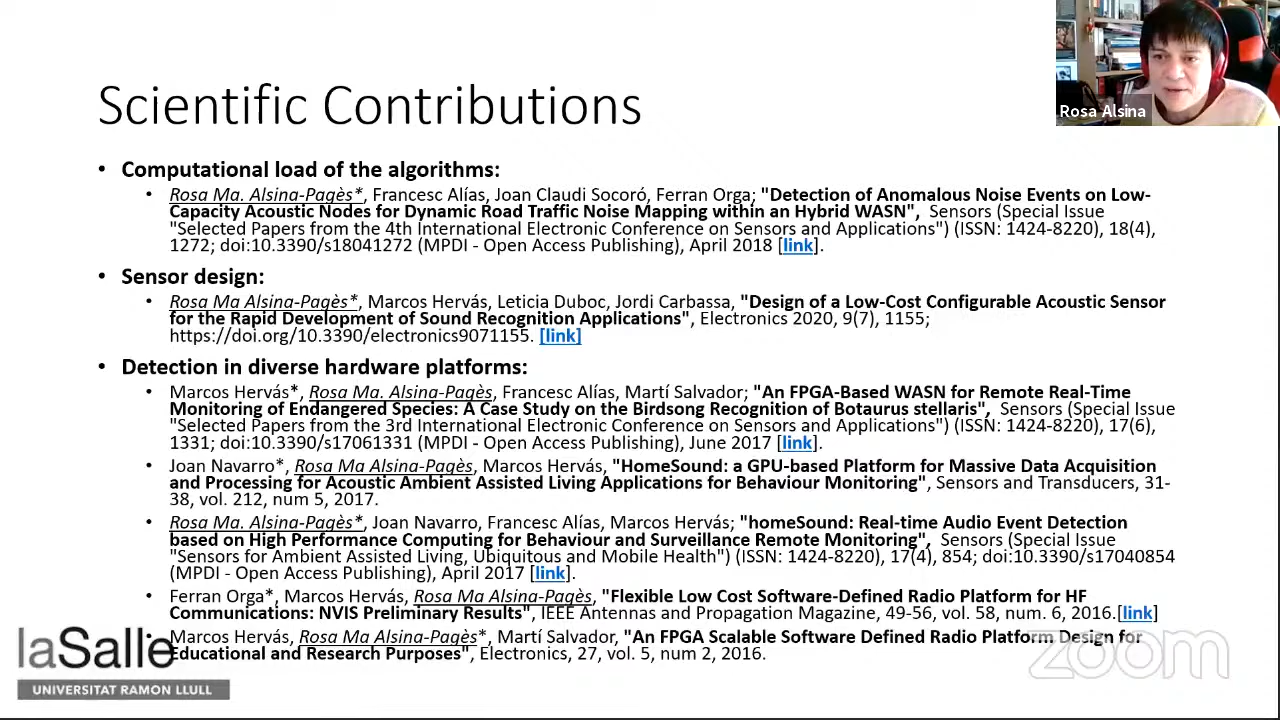 Rosa Alsina
Scientific Contributions
• Computational load of the algorithms:
• Rosa Ma. Alsina-Pagès*, Francesc Alías, Joan Claudi Socoró, Ferran Orga; "Detection of Anomalous Noise Events on Low-
Capacity Acoustic Nodes for Dynamic Road Traffic Noise Mapping within an Hybrid WASN", Sensors (Special Issue
"Selected Papers from the 4th International Electronic Conference on Sensors and Applications") (ISSN: 1424-8220), 18(4),
1272; doi:10.3390/s18041272 (MPDI - Open Access Publishing), April 2018 [link].
• Sensor design:
• Rosa Ma Alsina-Pagès*, Marcos Hervás, Leticia Duboc, Jordi Carbassa, "Design of a Low-Cost Configurable Acoustic Sensor
for the Rapid Development of Sound Recognition Applications", Electronics 2020, 9(7), 1155;
https://doi.org/10.3390/electronics9071155. [link]
• Detection in diverse hardware platforms:
• Marcos Hervás*, Rosa Ma. Alsina-Pagès, Francesc Alías, Martí Salvador; "An FPGA-Based WASN for Remote Real-Time
Monitoring of Endangered Species: A Case Study on the Birdsong Recognition of Botaurus stellaris", Sensors (Special Issue
"Selected Papers from the 3rd International Electronic Conference on Sensors and Applications") (ISSN: 1424-8220), 17(6),
1331; doi:10.3390/s17061331 (MPDI - Open Access Publishing), June 2017 [link].
• Joan Navarro*, Rosa Ma Alsina-Pagès, Marcos Hervás, "HomeSound: a GPU-based Platform for Massive Data Acquisition
and Processing for Acoustic Ambient Assisted Living Applications for Behaviour Monitoring", Sensors and Transducers, 31-
38, vol. 212, num 5, 2017.
• Rosa Ma. Alsina-Pagès*, Joan Navarro, Francesc Alías, Marcos Hervás; "homeSound: Real-time Audio Event Detection
based on High Performance Computing for Behaviour and Surveillance Remote Monitoring", Sensors (Special Issue
"Sensors for Ambient Assisted Living, Ubiquitous and Mobile Health") (ISSN: 1424-8220), 17(4), 854; doi:10.3390/s17040854
(MPDI - Open Access Publishing), April 2017 [link].
• Ferran Orga*, Marcos Hervás, Rosa Ma Alsina-Pagès, "Flexible Low Cost Software-Defined Radio Platform for HF
Communications: NVIS Preliminary Results", IEEE Antennas and Propagation Magazine, 49-56, vol. 58, num. 6, 2016.[link]
• Marcos Hervás, Rosa Ma Alsina-Pagès*, Martí Salvador, "An FPGA Scalable Software Defined Radio Platform Design for
Educational and Research Purposes", Electronics, 27, vol. 5, num 2, 2016.
laSalle
UNIVERSITAT RAMON LLULL
zoom